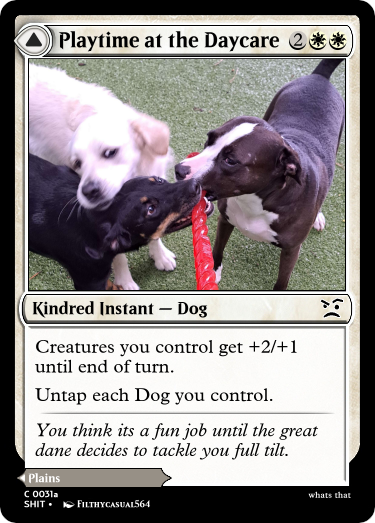 Playtime at the Daycare 2
Kindred Instant — Dog
Creatures you control get +2/+1
until end of turn.
Untap each Dog you control.
You think its a fun job until the great
dane decides to tackle you full tilt.
Plains
C 0031a
SHIT • Filthycasual564
whats that